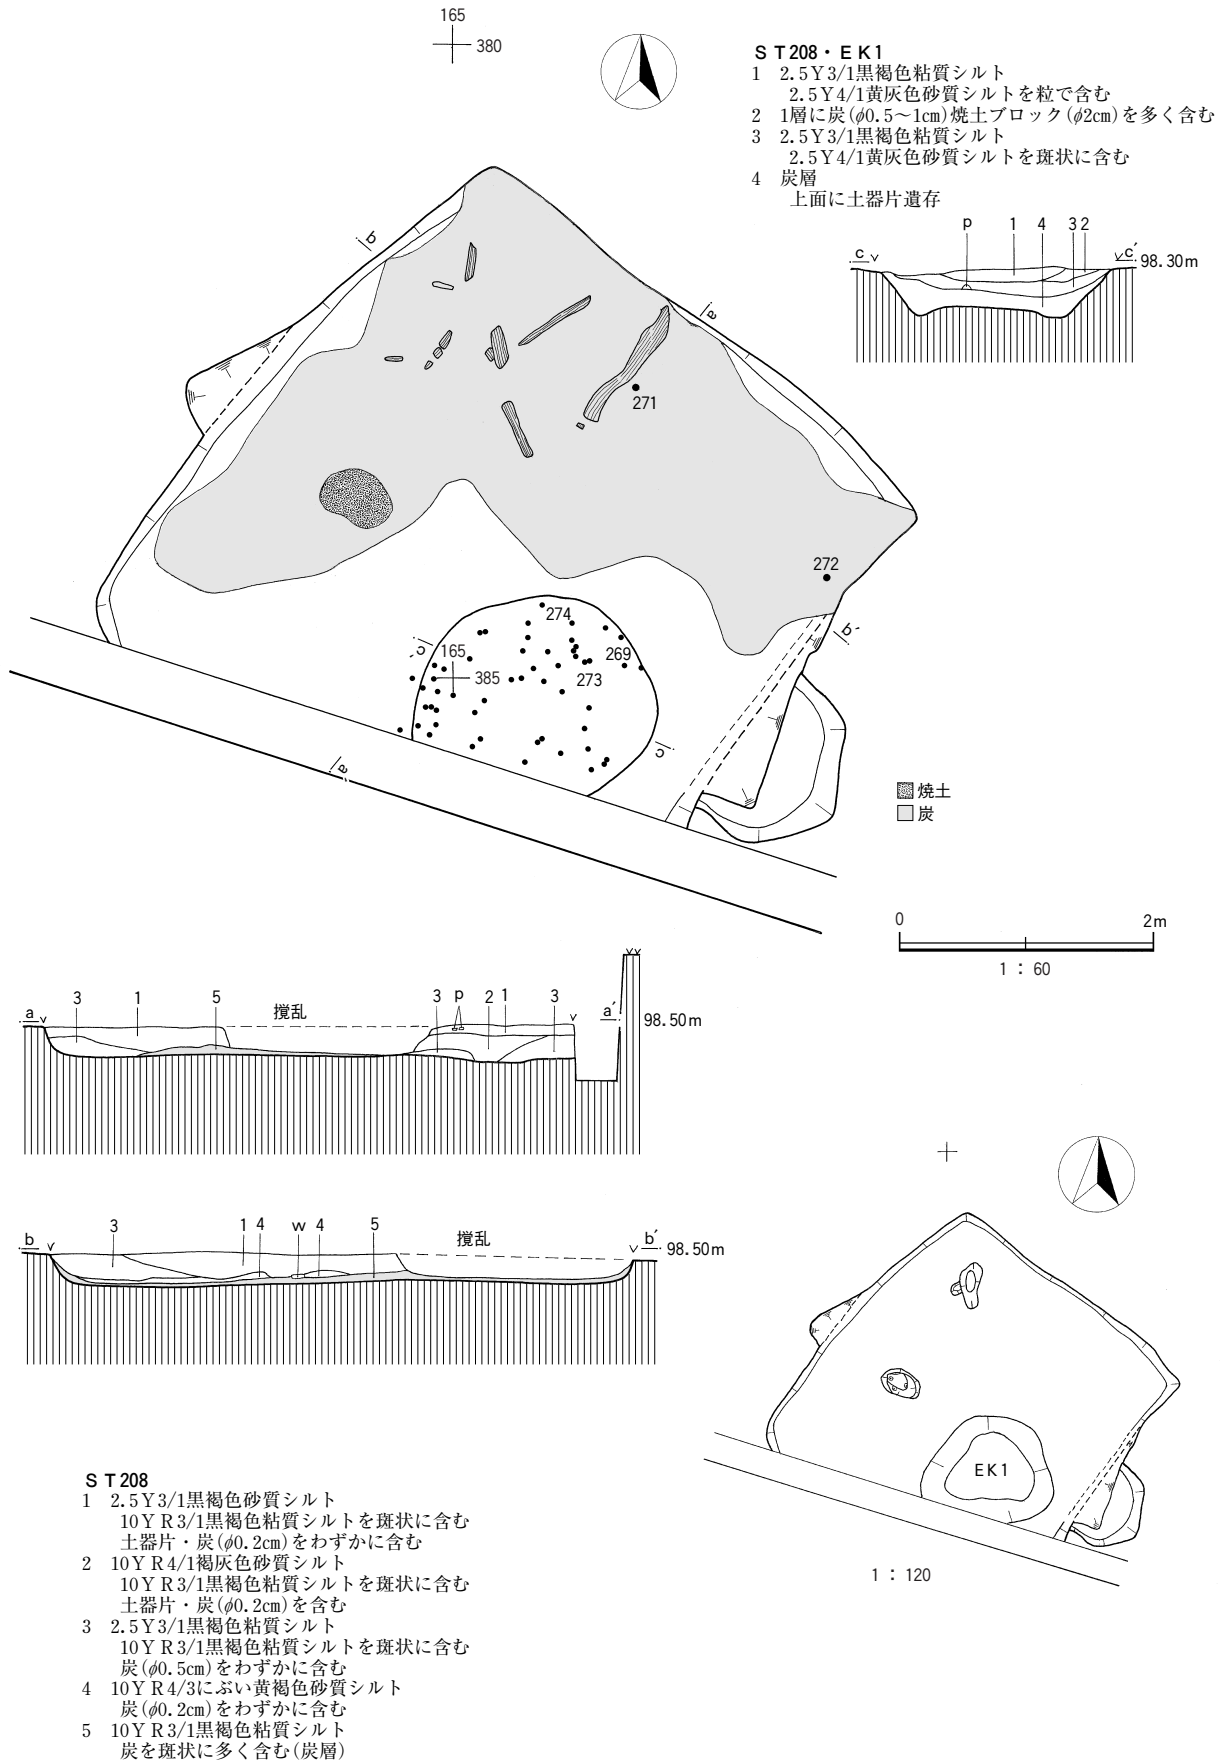 165
380
ＳＴ208・ＥＫ1
1　2.5Ｙ3/1黒褐色粘質シルト
2.5Ｙ4/1黄灰色砂質シルトを粒で含む
2　1層に炭(φ0.5～1cm)焼土ブロック(φ2cm)を多く含む
3　2.5Ｙ3/1黒褐色粘質シルト
2.5Ｙ4/1黄灰色砂質シルトを斑状に含む
4　炭層
上面に土器片遺存
p 1 4 3 2
c c′ 98.30m
b
a
271
272
274
b′
c′ 165 269
385 273
c
a′
焼土
炭
0 2m
1：60
3 1 5 撹乱 3 p 2 1 3
a a′ 98.50m
3 1 4 w 4 5 撹乱
b b′ 98.50m
EK1
1：120
ＳＴ208
1　2.5Ｙ3/1黒褐色砂質シルト
10ＹＲ3/1黒褐色粘質シルトを斑状に含む
土器片・炭(φ0.2cm)をわずかに含む
2　10ＹＲ4/1褐灰色砂質シルト
10ＹＲ3/1黒褐色粘質シルトを斑状に含む
土器片・炭(φ0.2cm)を含む
3　2.5Ｙ3/1黒褐色粘質シルト
10ＹＲ3/1黒褐色粘質シルトを斑状に含む
炭(φ0.5cm)をわずかに含む
4　10ＹＲ4/3にぶい黄褐色砂質シルト
炭(φ0.2cm)をわずかに含む
5　10ＹＲ3/1黒褐色粘質シルト
炭を斑状に多く含む(炭層)